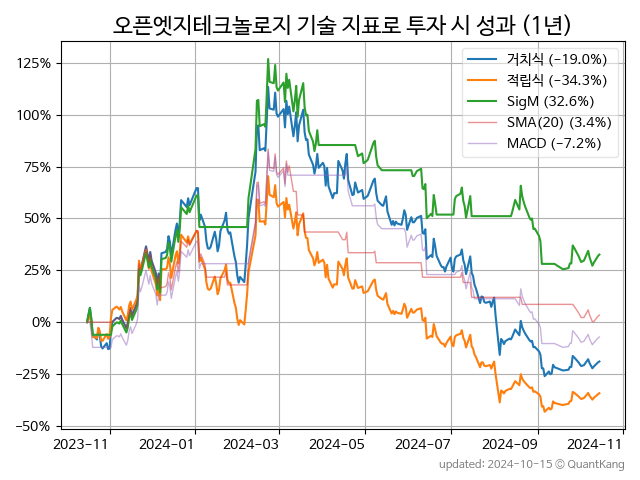 오픈엣지테크놀로지 기술 지표로 투자 시 성과 (1년)
125%
100%
75%
50%
25%
0%
−25%
−50%
거치식 (−19.0%)
적립식 (−34.3%)
SigM (32.6%)
SMA(20) (3.4%)
MACD (−7.2%)
2023-11
2024-01
2024-03
2024-05
2024-07
2024-09
2024-11
updated: 2024-10-15 © QuantKang